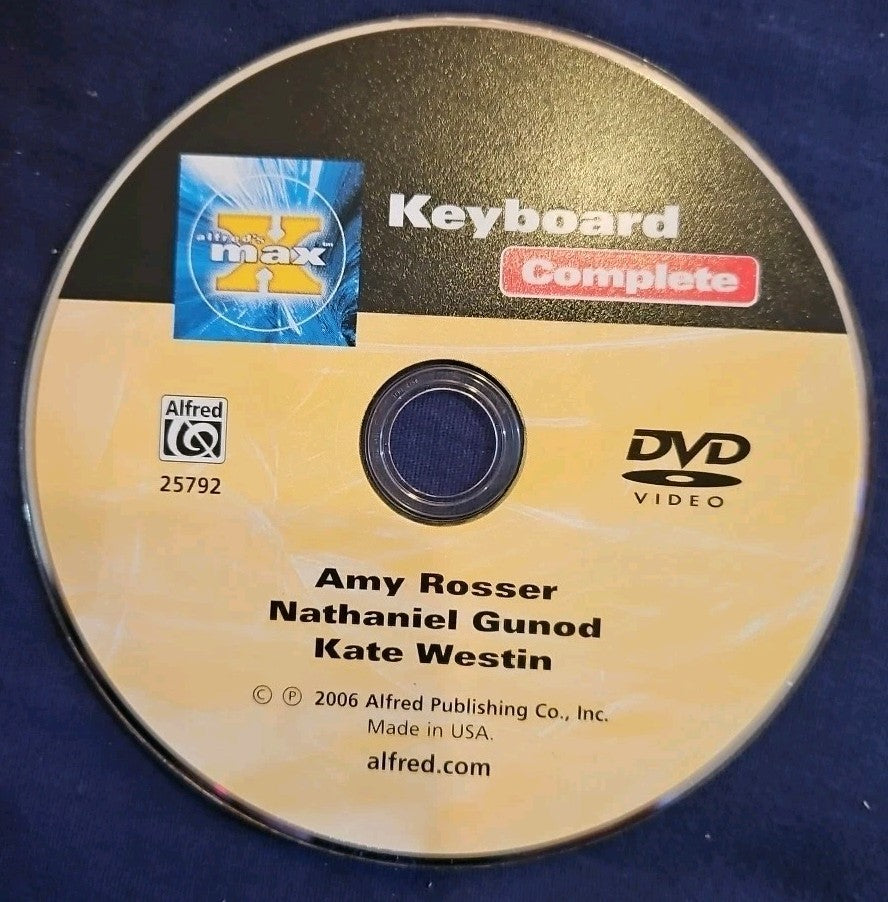 Keyboard
Complete
alfred's
max™
X
Alfred
25792
DVD
VIDEO
Amy Rosser
Nathaniel Gunod
Kate Westin
© ℗ 2006 Alfred Publishing Co., Inc.
Made in USA.
alfred.com